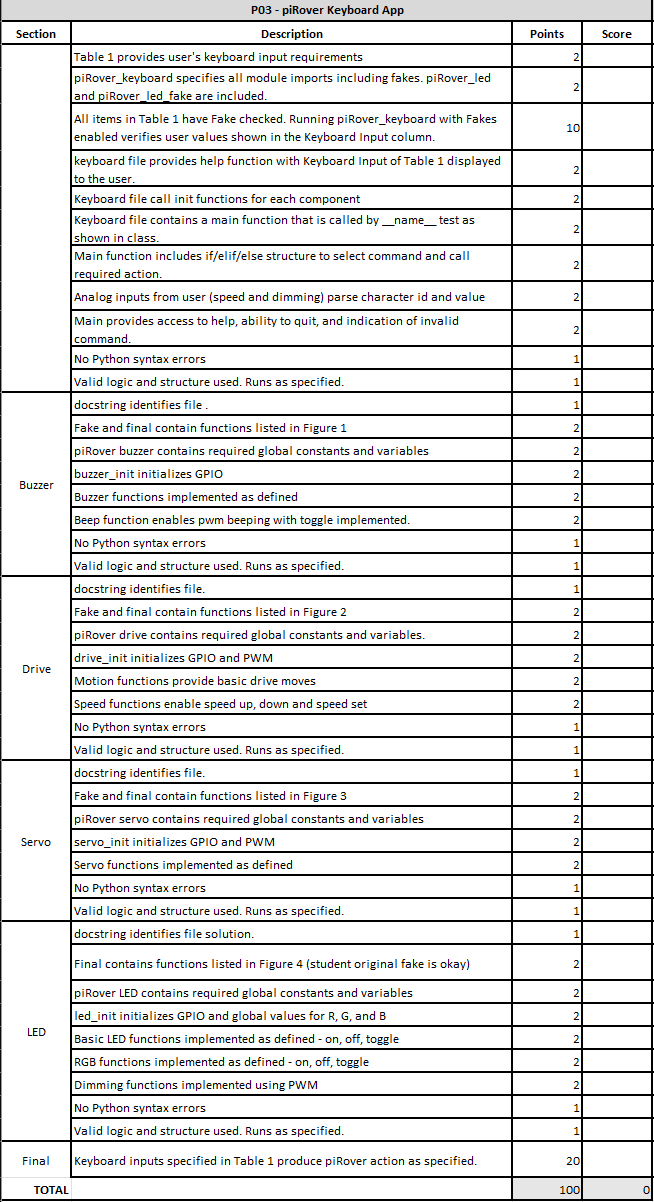 P03 - piRover Keyboard App
Section Description Points Score
Table 1 provides user's keyboard input requirements 2
piRover_keyboard specifies all module imports including fakes. piRover_led
and piRover_led_fake are included. 2
All items in Table 1 have Fake checked. Running piRover_keyboard with Fakes
enabled verifies user values shown in the Keyboard Input column. 10
keyboard file provides help function with Keyboard Input of Table 1 displayed
to the user. 2
Keyboard file call init functions for each component 2
Keyboard file contains a main function that is called by __name__ test as
shown in class. 2
Main function includes if/elif/else structure to select command and call
required action. 2
Analog inputs from user (speed and dimming) parse character id and value 2
Main provides access to help, ability to quit, and indication of invalid
command. 2
No Python syntax errors 1
Valid logic and structure used. Runs as specified. 1
Buzzer
docstring identifies file . 1
Fake and final contain functions listed in Figure 1 2
piRover buzzer contains required global constants and variables 2
buzzer_init initializes GPIO 2
Buzzer functions implemented as defined 2
Beep function enables pwm beeping with toggle implemented. 2
No Python syntax errors 1
Valid logic and structure used. Runs as specified. 1
Drive
docstring identifies file. 1
Fake and final contain functions listed in Figure 2 2
piRover drive contains required global constants and variables. 2
drive_init initializes GPIO and PWM 2
Motion functions provide basic drive moves 2
Speed functions enable speed up, down and speed set 2
No Python syntax errors 1
Valid logic and structure used. Runs as specified. 1
Servo
docstring identifies file. 1
Fake and final contain functions listed in Figure 3 2
piRover servo contains required global constants and variables 2
servo_init initializes GPIO and PWM 2
Servo functions implemented as defined 2
No Python syntax errors 1
Valid logic and structure used. Runs as specified. 1
LED
docstring identifies file solution. 1
Final contains functions listed in Figure 4 (student original fake is okay) 2
piRover LED contains required global constants and variables 2
led_init initializes GPIO and global values for R, G, and B 2
Basic LED functions implemented as defined - on, off, toggle 2
RGB functions implemented as defined - on, off, toggle 2
Dimming functions implemented using PWM 2
No Python syntax errors 1
Valid logic and structure used. Runs as specified. 1
Final Keyboard inputs specified in Table 1 produce piRover action as specified. 20
TOTAL 100 0